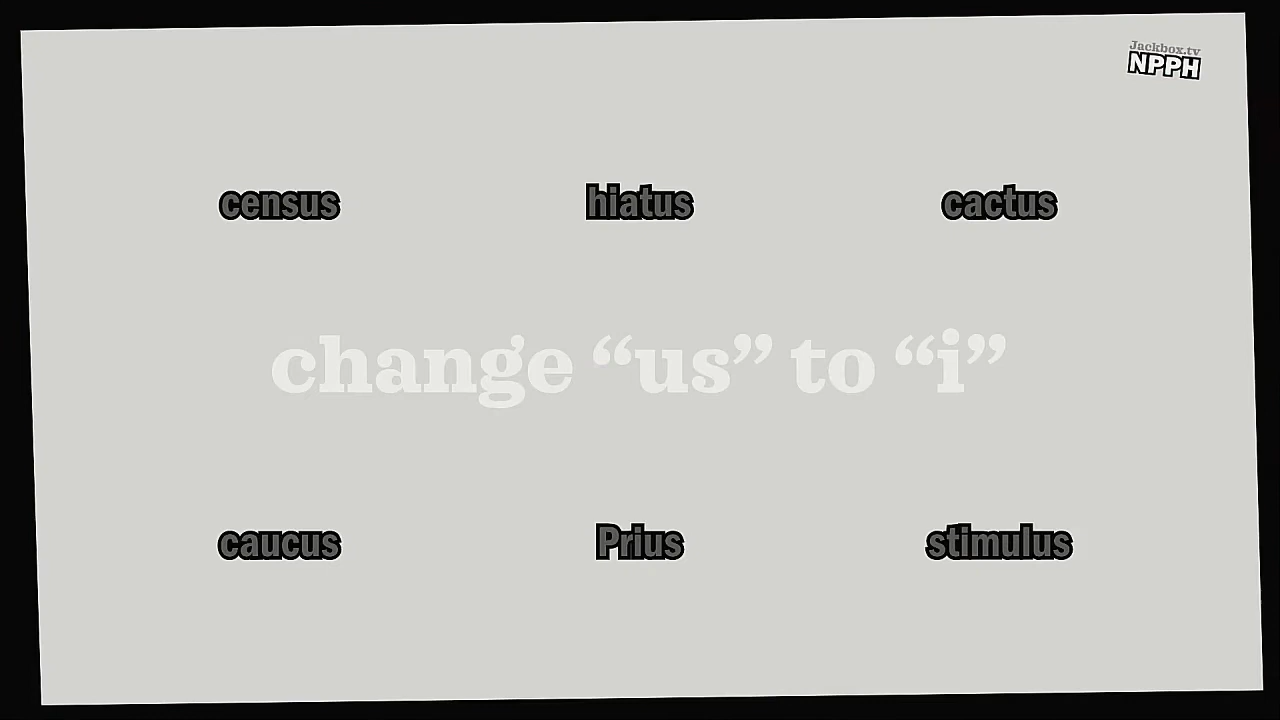 Jackbox.tv
NPPH
census hiatus cactus
change “us” to “i”
caucus Prius stimulus